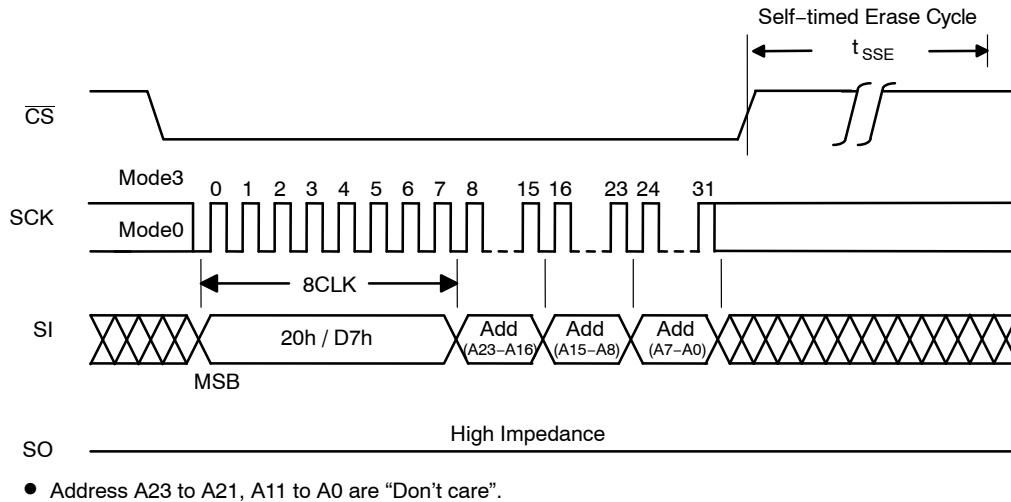 Self-timed Erase Cycle
t SSE
CS
Mode3
0 1 2 3 4 5 6 7 8 15 16 23 24 31
SCK
Mode0
8CLK
SI
20h / D7h
Add
(A23-A16)
Add
(A15-A8)
Add
(A7-A0)
MSB
High Impedance
SO
● Address A23 to A21, A11 to A0 are “Don’t care”.